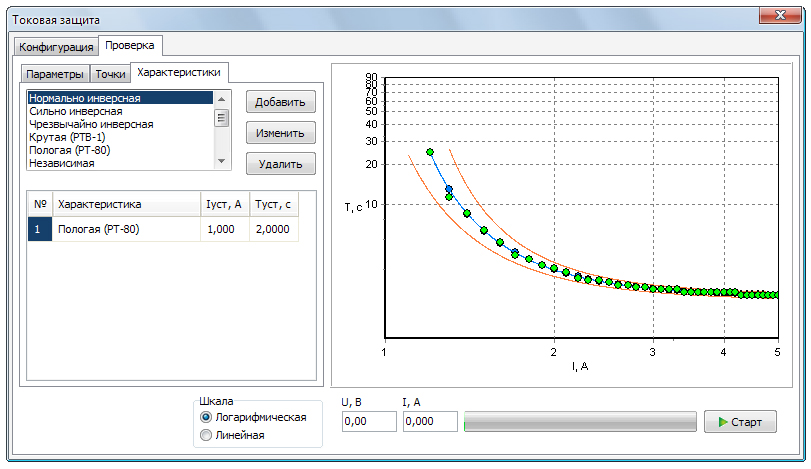 Токовая защита
Конфигурация Проверка
Параметры Точки Характеристики
Нормально инверсная
Сильно инверсная
Чрезвычайно инверсная
Крутая (РТВ-1)
Пологая (РТ-80)
Независимая
Добавить
Изменить
Удалить
№ Характеристика Iуст, А Туст, с
1 Пологая (РТ-80) 1,000 2,0000
90
80
70
60
50
40
30
20
T, c 10
1 2 3 4 5
I, A
Шкала
Логарифмическая
Линейная
U, В I, А
0,00 0,000
Старт